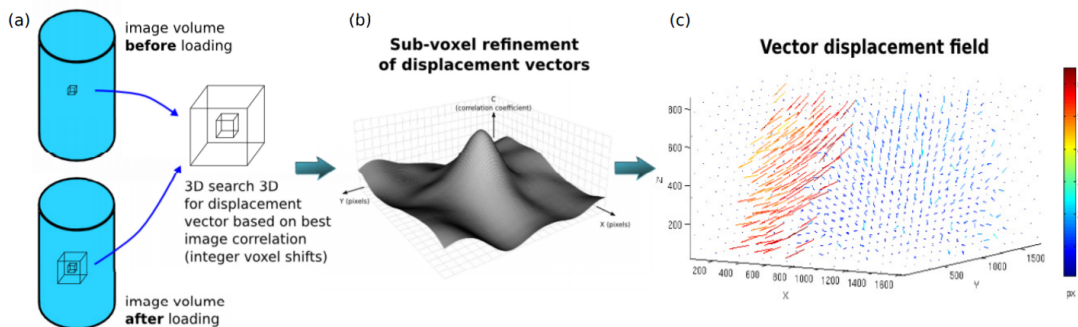 (a)
image volume
before loading
3D search 3D
for displacement
vector based on best
image correlation
(integer voxel shifts)
image volume
after loading
(b)
Sub-voxel refinement
of displacement vectors
C
(correlation coefficient)
Y (pixels)
X (pixels)
(c)
Vector displacement field
800
600
400
200
Z
200 400 600 800 1000 1200 1400 1600
X
500
1000
1500
Y
px